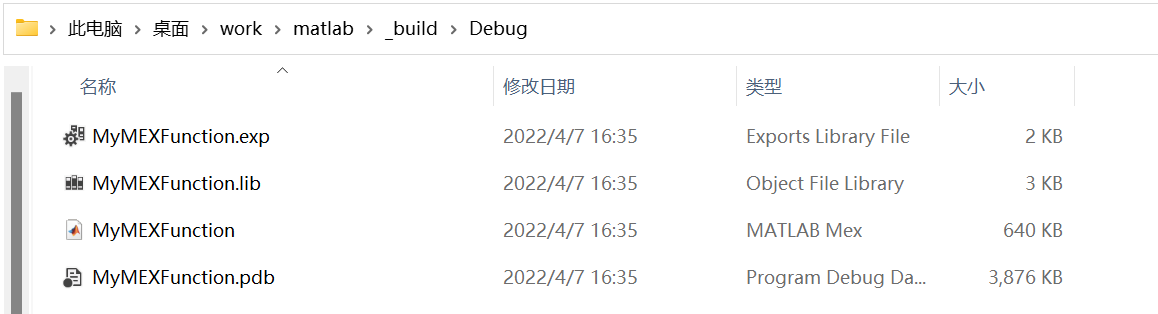 此电脑 › 桌面 › work › matlab › _build › Debug
名称 修改日期 类型 大小
MyMEXFunction.exp 2022/4/7 16:35 Exports Library File 2 KB
MyMEXFunction.lib 2022/4/7 16:35 Object File Library 3 KB
MyMEXFunction 2022/4/7 16:35 MATLAB Mex 640 KB
MyMEXFunction.pdb 2022/4/7 16:35 Program Debug Da... 3,876 KB